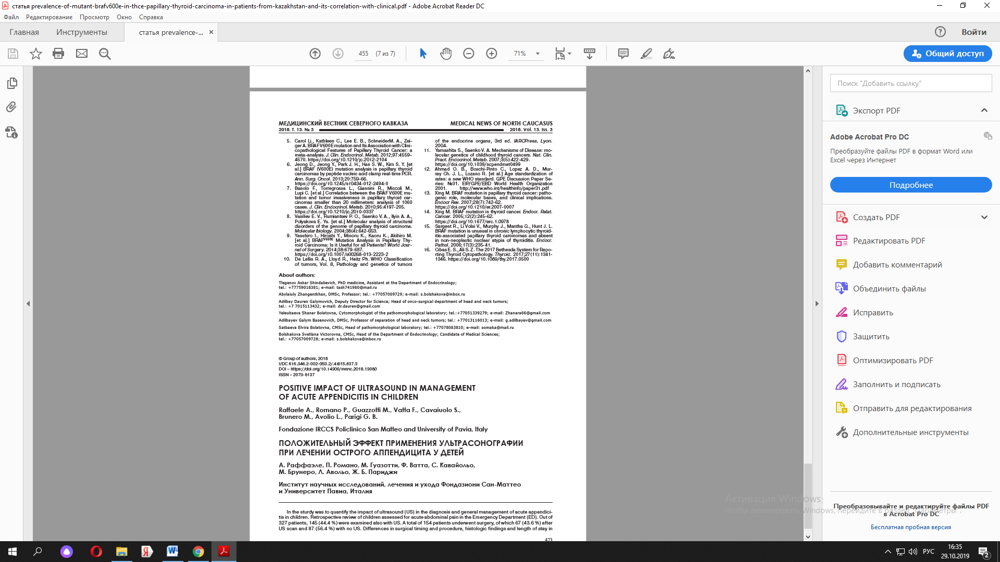 статья prevalence-of-mutant-brafv600e-in-thce-papillary-thyroid-carcinoma-in-patients-from-kazakhstan-and-its-correlation-with-clinical.pdf - Adobe Acrobat Reader DC
Файл Редактирование Просмотр Окно Справка
Главная Инструменты статья prevalence-... Войти
455 (7 из 7) 71% Общий доступ
МЕДИЦИНСКИЙ ВЕСТНИК СЕВЕРНОГО КАВКАЗА MEDICAL NEWS OF NORTH CAUCASUS
2018. Т. 13. № 3 2018. Vol. 13. Iss. 3
5. Carol Li., Kathleen C., Lee E. B., SchneiderM. A., Zei-
ger A. BRAF V600E mutation and Its Association with Clini-
copathological Features of Papillary Thyroid Cancer: a
meta-analysis. J. Clin. Endocrinol. Metab. 2012;97:4559–
4570. https://doi.org/10.1210/jc.2012-2104
6. Jeong D., Jeong Y., Park J. H., Han S. W., Kim S. Y. [et
al.] BRAF (V600E) mutation analysis in papillary thyroid
carcinomas by peptide nucleic acid clamp real-time PCR.
Ann. Surg. Oncol. 2013;20:759-66.
https://doi.org/10.1245/s10434-012-2494-0
7. Basolo F., Torregrossa L., Giannini R., Miccoli M.,
Lupi C. [et al.] Correlation between the BRAF V600E mu-
tation and tumor invasiveness in papillary thyroid car-
cinomas smaller than 20 millimeters: analysis of 1060
cases. J. Clin. Endocrinol. Metab. 2010;95:4197-205.
https://doi.org/10.1210/jc.2010-0337
8. Vasiliev E. V., Rumiantsev P. O., Saenko V. A., Ilyin A. A.,
Polyakova E. Yu. [et al.] Molecular analysis of structural
disorders of the genome of papillary thyroid carcinoma.
Molecular biology. 2004;38(4):642-653.
9. Yasuhiro I., Hiroshi Y., Minoru K., Kaoru K., Akihiro M.
[et al.] BRAFV600E Mutation Analysis in Papillary Thy-
roid Carcinoma: Is it Useful for all Patients? World Jour-
nal of Surgery. 2014;38:679-687.
https://doi.org/10.1007/s00268-013-2223-2
10. De Lellis R. A., Lloyd R., Heitz Ph. WHO Classification
of tumors, Vol. 8, Pathology and genetics of tumors
of the endocrine organs, 3rd ed. IARCPress, Lyon.
2004.
11. Yamashita S., Saenko V. A. Mechanisms of Disease: mo-
lecular genetics of childhood thyroid cancers. Nat. Clin.
Pract. Endocrinol. Metab. 2007;3(5):422-429.
https://doi.org/10.1038/ncpendmet0499
12. Ahmad O. B., Boschi-Pinto C., Lopez A. D., Mur-
ray Ch. J. L., Lozano R. [et al.] Age standardization of
rates: a new WHO standard. GPE Discussion Paper Se-
ries: №31. EIP/GPE/EBD World Health Organization
2001. http://www.who.int/healthinfo/paper31.pdf
13. Xing M. BRAF mutation in papillary thyroid cancer: patho-
genic role, molecular bases, and clinical implications.
Endocr Rev. 2007;28(7):742-62.
https://doi.org/10.1210/er.2007-0007
14. Xing M. BRAF mutation in thyroid cancer. Endocr. Relat.
Cancer. 2005;12(2):245-62.
https://doi.org/10.1677/erc.1.0978
15. Sargent R., Li Volsi V., Murphy J., Mantha G., Hunt J. L.
BRAF mutation is unusual in chronic lymphocytic thyroid-
itis-associated papillary thyroid carcinomas and absent
in non-neoplastic nuclear atypia of thyroiditis. Endocr.
Pathol. 2006;17(3):235-41.
16. Cibas E. S., Ali S. Z. The 2017 Bethesda System for Repo-
rting Thyroid Cytopathology. Thyroid. 2017;27(11):1341-
1346. https://doi.org/10.1089/thy.2017.0500
About authors:
Tlegenov Askar Shindalievich, PhD medicine, Assistant at the Department of Endocrinology;
tel.: +77759018381; e-mail: tash741980@mail.ru
Abylaiuly Zhangentkhan, DMSc, Professor; tel.: +77057009729; e-mail: s.bolshakova@inbox.ru
Adilbay Dauren Galymovich, Deputy Director for Science; Head of onco-surgical department of head and neck tumors;
tel.: +7 7015113432; e-mail: dr.dauren@gmail.com
Yeleubaeva Shanar Bolatovna, Cytomorphologist of the pathomorphological laboratory; tel.:+77051339279; e-mail: Zhanara66@gmail.com
Adilbayev Galym Basenovich, DMSc, Professor of separation of head and neck tumors; tel.: +77013116013; e-mail: g.adilbayev@gmail.com
Satbaeva Elvira Bolatovna, CMSc, Head of pathomorphological laboratory; tel.: +77078083810; e-mail: somaka@mail.ru
Bolshakova Svetlana Victorovna, CMSc, Head of the Department of Endocrinology; Candidate of Medical Sciences;
tel.: +77057009728; e-mail: s.bolshakova@inbox.ru
© Group of authors, 2018
UDC 616.346.2-002-053.2/.4:615.837.3
DOI – https://doi.org/10.14300/mnnc.2018.13080
ISSN – 2073-8137
POSITIVE IMPACT OF ULTRASOUND IN MANAGEMENT
OF ACUTE APPENDICITIS IN CHILDREN
Raffaele A., Romano P., Guazzotti M., Vatta F., Cavaiuolo S.,
Brunero M., Avolio L., Parigi G. B.
Fondazione IRCCS Policlinico San Matteo and University of Pavia, Italy
ПОЛОЖИТЕЛЬНЫЙ ЭФФЕКТ ПРИМЕНЕНИЯ УЛЬТРАСОНОГРАФИИ
ПРИ ЛЕЧЕНИИ ОСТРОГО АППЕНДИЦИТА У ДЕТЕЙ
А. Раффаэле, П. Романо, М. Гуазотти, Ф. Ватта, С. Кавайольо,
М. Брунеро, Л. Авольо, Ж. Б. Париджи
Институт научных исследований, лечения и ухода Фондазиони Сан-Маттео
и Университет Павиа, Италия
In the sturdy was to quantify the impact of ultrasound (US) in the diagnosis and general management of acute appendici-
tis in children. Retrospective review of children assessed for acute abdominal pain in the Emergency Department (ED). Out of
327 patients, 145 (44.4 %) were examined also with US. A total of 154 patients underwent surgery, of which 67 (43.6 %) after
US scan and 87 (56.4 %) with no US. Differences in surgical timing and procedure, histologic findings and length of stay in
473
Поиск "Добавить ссылку"
Экспорт PDF
Adobe Acrobat Pro DC
Преобразуйте файлы PDF в формат Word или
Excel через Интернет
Подробнее
Создать PDF
Редактировать PDF
Добавить комментарий
Объединить файлы
Исправить
Защитить
Оптимизировать PDF
Заполнить и подписать
Отправить для редактирования
Дополнительные инструменты
Активация Windows
Чтобы активировать Windows, перейдите в раздел "Параметры".
Преобразовывайте и редактируйте файлы PDF
в Acrobat Pro DC
Бесплатная пробная версия
РУС 16:35
29.10.2019
2